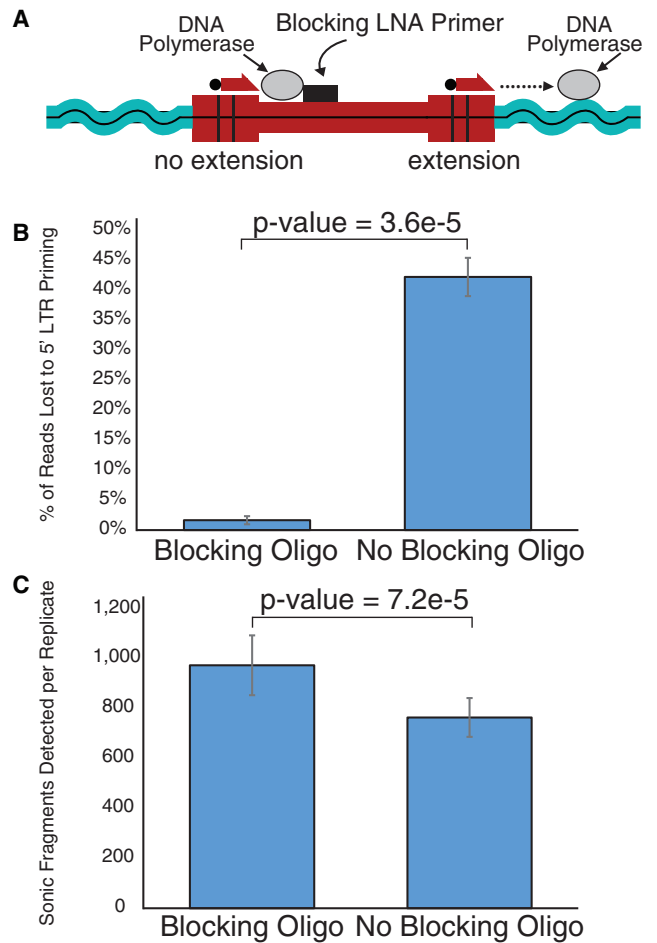 A
DNA
Polymerase
Blocking LNA Primer
DNA
Polymerase
no extension
extension
B
% of Reads Lost to 5' LTR Priming
p-value = 3.6e-5
50%
45%
40%
35%
30%
25%
20%
15%
10%
5%
0%
Blocking Oligo
No Blocking Oligo
C
Sonic Fragments Detected per Replicate
p-value = 7.2e-5
1,200
1,000
800
600
400
200
0
Blocking Oligo
No Blocking Oligo